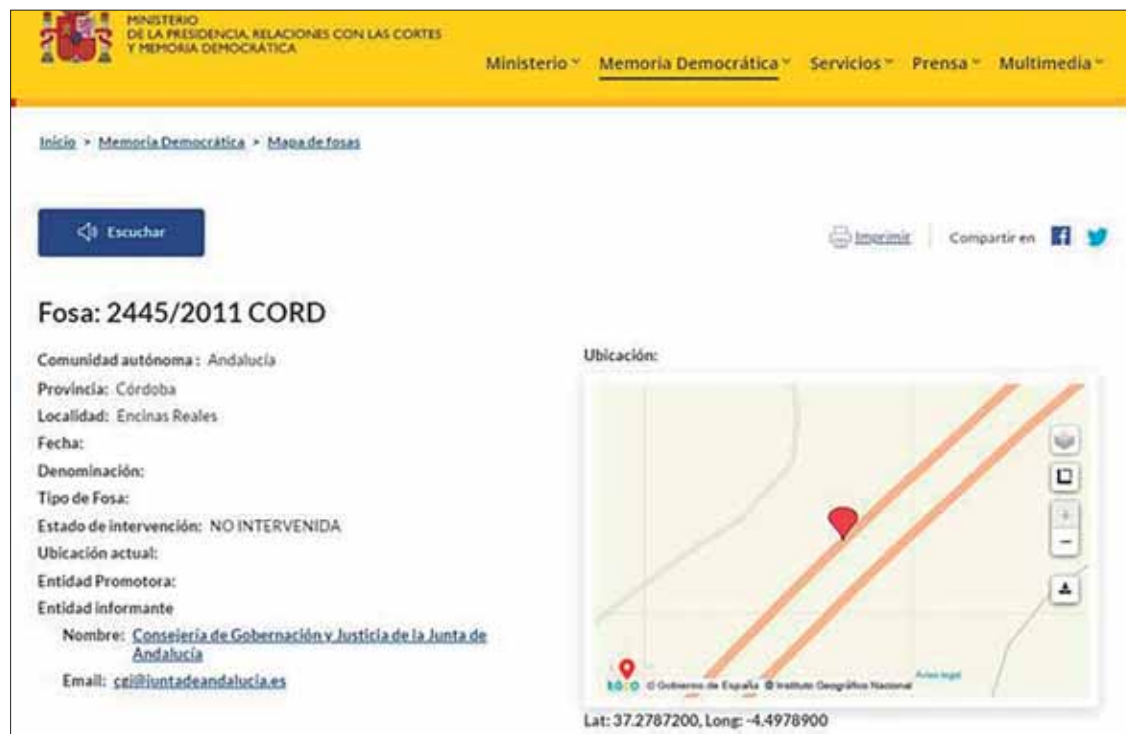 MINISTERIO
DE LA PRESIDENCIA, RELACIONES CON LAS CORTES
Y MEMORIA DEMOCRÁTICA
Ministerio Memoria Democrática Servicios Prensa Multimedia
Inicio > Memoria Democrática > Mapa de fosas
Escuchar
Imprimir Compartir en
Fosa: 2445/2011 CORD
Comunidad autónoma : Andalucía
Provincia: Córdoba
Localidad: Encinas Reales
Fecha:
Denominación:
Tipo de Fosa:
Estado de intervención: NO INTERVENIDA
Ubicación actual:
Entidad Promotora:
Entidad informante
Nombre: Consejería de Gobernación y Justicia de la Junta de
Andalucía
Email: cgj@juntadeandalucia.es
Ubicación:
© Gobierno de España © Instituto Geográfico Nacional
Aviso legal
Lat: 37.2787200, Long: -4.4978900